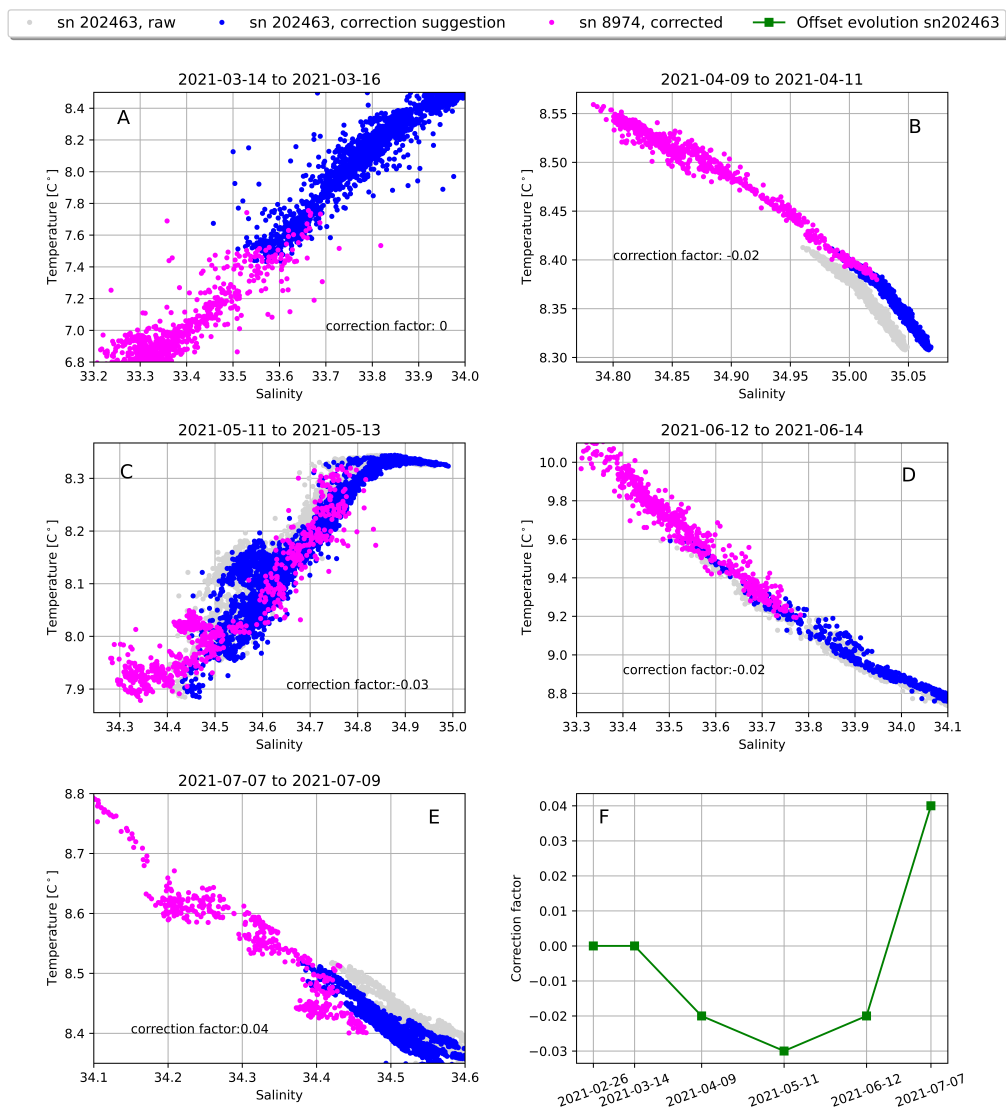 sn 202463, raw sn 202463, correction suggestion sn 8974, corrected Offset evolution sn202463
2021-03-14 to 2021-03-16
A
8.4
8.2
8.0
7.8
7.6
7.4
7.2
7.0
6.8
Temperature [C°]
correction factor: 0
33.2 33.3 33.4 33.5 33.6 33.7 33.8 33.9 34.0
Salinity
2021-04-09 to 2021-04-11
B
8.55
8.50
8.45
8.40
8.35
8.30
Temperature [C°]
correction factor: -0.02
34.80 34.85 34.90 34.95 35.00 35.05
Salinity
2021-05-11 to 2021-05-13
C
8.3
8.2
8.1
8.0
7.9
Temperature [C°]
correction factor:-0.03
34.3 34.4 34.5 34.6 34.7 34.8 34.9 35.0
Salinity
2021-06-12 to 2021-06-14
D
10.0
9.8
9.6
9.4
9.2
9.0
8.8
Temperature [C°]
correction factor:-0.02
33.3 33.4 33.5 33.6 33.7 33.8 33.9 34.0 34.1
Salinity
2021-07-07 to 2021-07-09
E
8.8
8.7
8.6
8.5
8.4
Temperature [C°]
correction factor:0.04
34.1 34.2 34.3 34.4 34.5 34.6
Salinity
F
0.04
0.03
0.02
0.01
0.00
−0.01
−0.02
−0.03
Correction factor
2021-02-26 2021-03-14 2021-04-09 2021-05-11 2021-06-12 2021-07-07